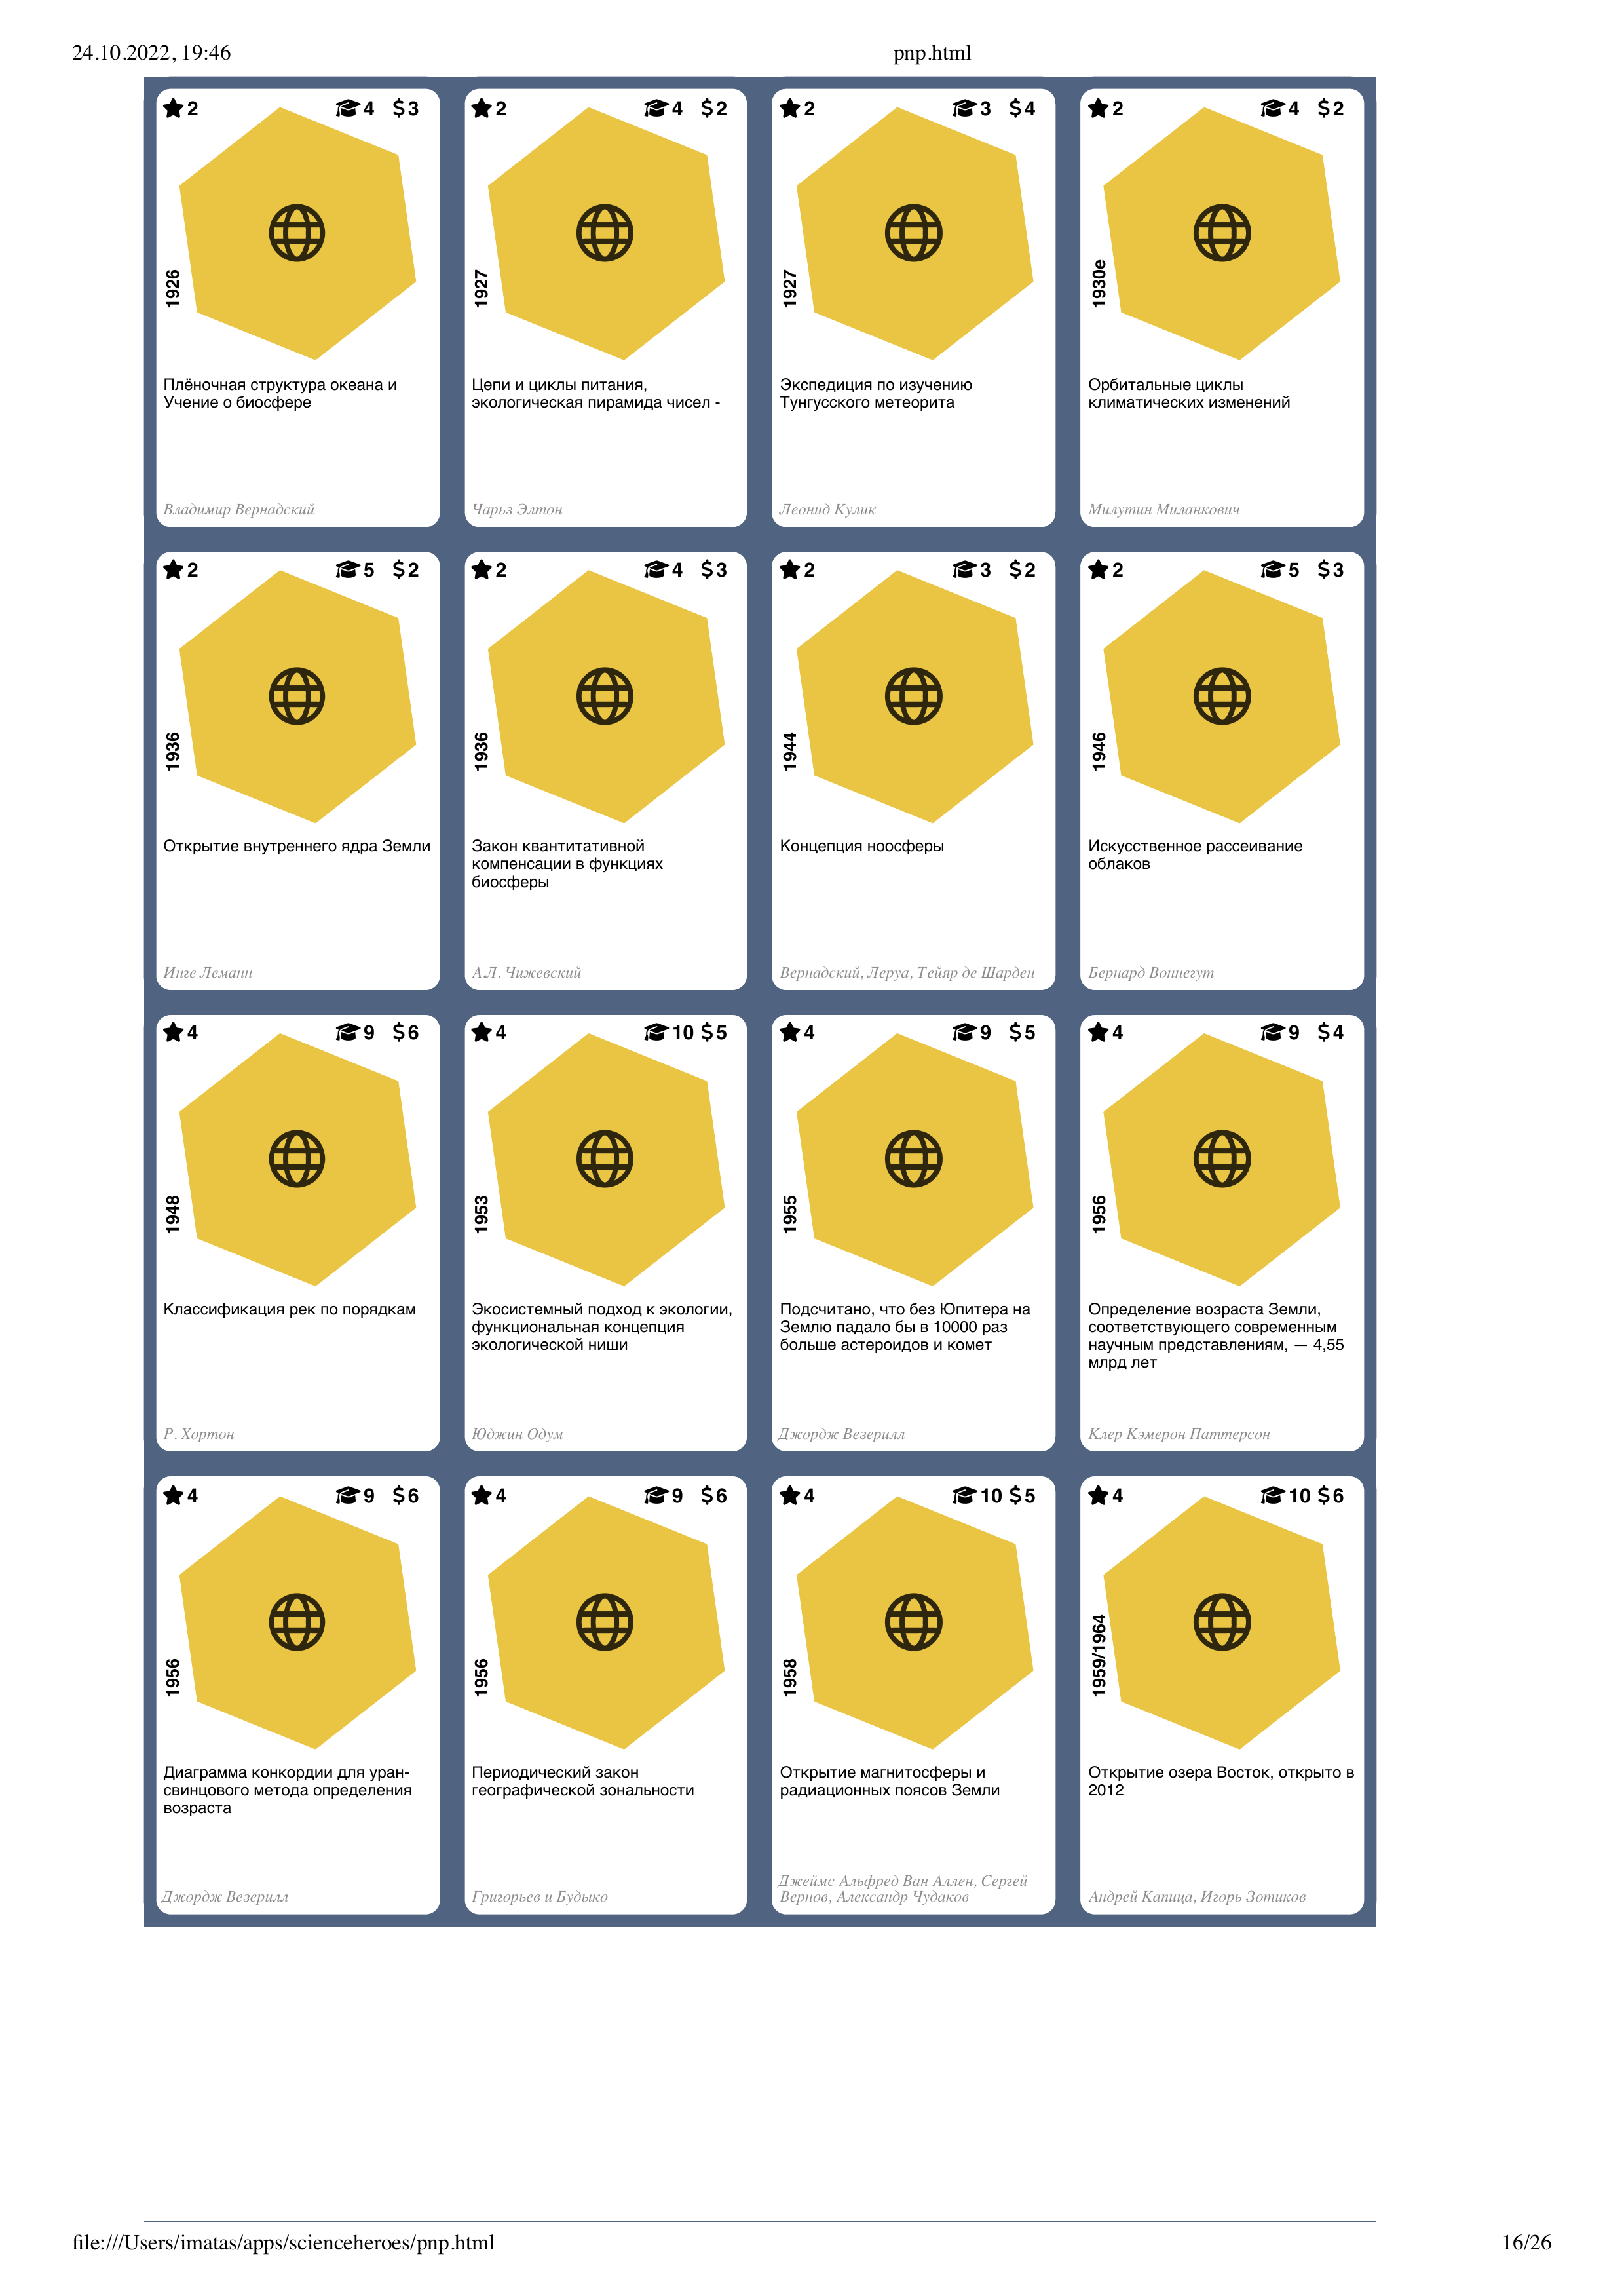 24.10.2022, 19:46
pnp.html
2 4 $3
1926
Плёночная структура океана и
Учение о биосфере
Владимир Вернадский
2 4 $2
1927
Цепи и циклы питания,
экологическая пирамида чисел -
Чарьз Элтон
2 3 $4
1927
Экспедиция по изучению
Тунгусского метеорита
Леонид Кулик
2 4 $2
1930е
Орбитальные циклы
климатических изменений
Милутин Миланкович
2 5 $2
1936
Открытие внутреннего ядра Земли
Инге Леманн
2 4 $3
1936
Закон квантитативной
компенсации в функциях
биосферы
А.Л. Чижевский
2 3 $2
1944
Концепция ноосферы
Вернадский, Леруа, Тейяр де Шарден
2 5 $3
1946
Искусственное рассеивание
облаков
Бернард Воннегут
4 9 $6
1948
Классификация рек по порядкам
Р. Хортон
4 10 $5
1953
Экосистемный подход к экологии,
функциональная концепция
экологической ниши
Юджин Одум
4 9 $5
1955
Подсчитано, что без Юпитера на
Землю падало бы в 10000 раз
больше астероидов и комет
Джордж Везерилл
4 9 $4
1956
Определение возраста Земли,
соответствующего современным
научным представлениям, — 4,55
млрд лет
Клер Кэмерон Паттерсон
4 9 $6
1956
Диаграмма конкордии для уран-
свинцового метода определения
возраста
Джордж Везерилл
4 9 $6
1956
Периодический закон
географической зональности
Григорьев и Будыко
4 10 $5
1958
Открытие магнитосферы и
радиационных поясов Земли
Джеймс Альфред Ван Аллен, Сергей
Вернов, Александр Чудаков
4 10 $6
1959/1964
Открытие озера Восток, открыто в
2012
Андрей Капица, Игорь Зотиков
file:///Users/imatas/apps/scienceheroes/pnp.html
16/26